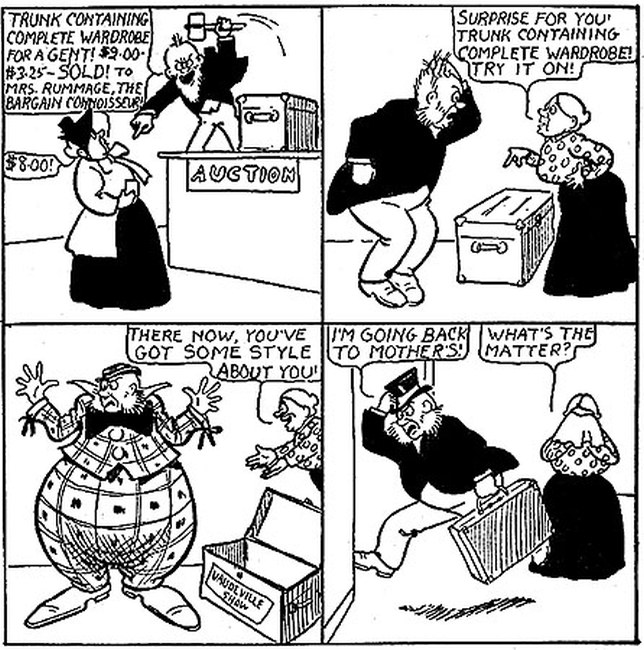 TRUNK CONTAINING
COMPLETE WARDROBE
FOR A GENT! $2.00-
$3.25-SOLD! TO
MRS. RUMMAGE, THE
BARGAIN CONNOISSEUR!
$8.00!
AUCTION
SURPRISE FOR YOU!
TRUNK CONTAINING
COMPLETE WARDROBE!
TRY IT ON!
THERE NOW, YOU'VE
GOT SOME STYLE
ABOUT YOU!
VAUDEVILLE
SHOW
I'M GOING BACK
TO MOTHER'S!
WHAT'S THE
MATTER?